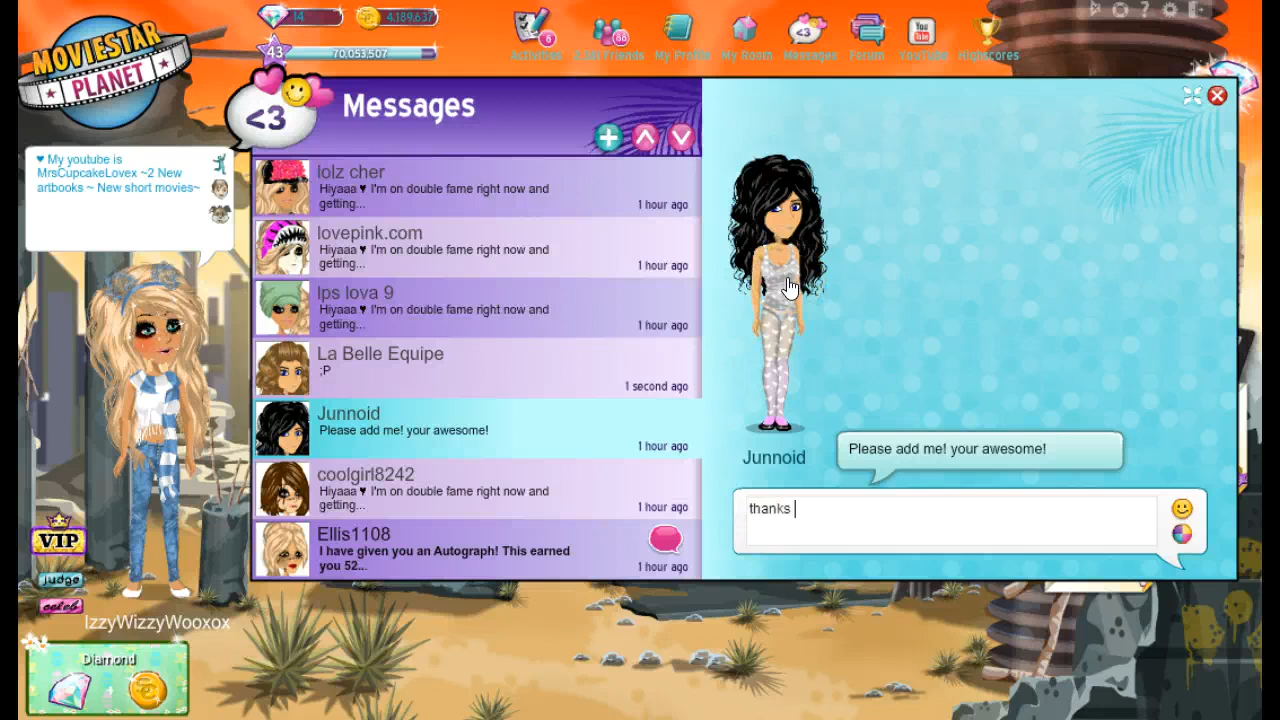 MOVIESTAR
PLANET
14
4,189,637
43
70,053,507
6
88
Activities
Friends
My Profile
My Room
<3
Messages
Forum
You
Tube
YouTube
Highscores
<3
Messages
♥ My youtube is
MrsCupcakeLovex ~2 New
artbooks ~ New short movies~
lolz cher
Hiyaaa ♥ I'm on double fame right now and
getting...
1 hour ago
lovepink.com
Hiyaaa ♥ I'm on double fame right now and
getting...
1 hour ago
lps lova 9
Hiyaaa ♥ I'm on double fame right now and
getting...
1 hour ago
La Belle Equipe
;P
1 second ago
Junnoid
Please add me! your awesome!
1 hour ago
coolgirl8242
Hiyaaa ♥ I'm on double fame right now and
getting...
1 hour ago
Ellis1108
I have given you an Autograph! This earned
you 52...
1 hour ago
Junnoid
Please add me! your awesome!
thanks
VIP
judge
celeb
IzzyWizzyWooxox
Diamond